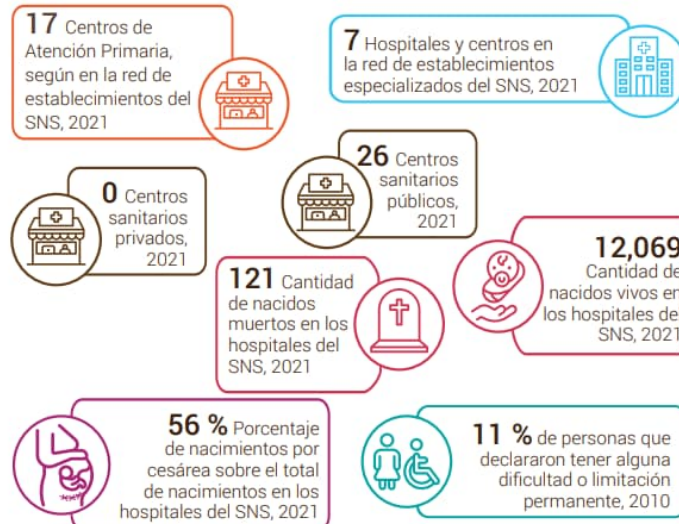 17 Centros de
Atención Primaria,
según en la red de
establecimientos del
SNS, 2021
7 Hospitales y centros en
la red de establecimientos
especializados del SNS, 2021
0 Centros
sanitarios
privados,
2021
26 Centros
sanitarios
públicos,
2021
121 Cantidad
de nacidos
muertos en los
hospitales del
SNS, 2021
12,069
Cantidad de
nacidos vivos en
los hospitales del
SNS, 2021
56 % Porcentaje
de nacimientos por
cesárea sobre el total
de nacimientos en los
hospitales del SNS, 2021
11 % de personas que
declararon tener alguna
dificultad o limitación
permanente, 2010